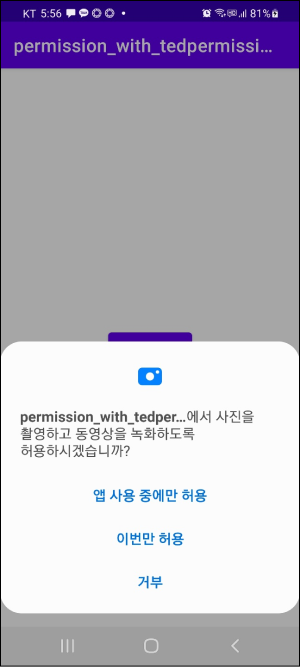 KT 5:56
81%
permission_with_tedpermissi...
permission_with_tedper...에서 사진을
촬영하고 동영상을 녹화하도록
허용하시겠습니까?
앱 사용 중에만 허용
이번만 허용
거부